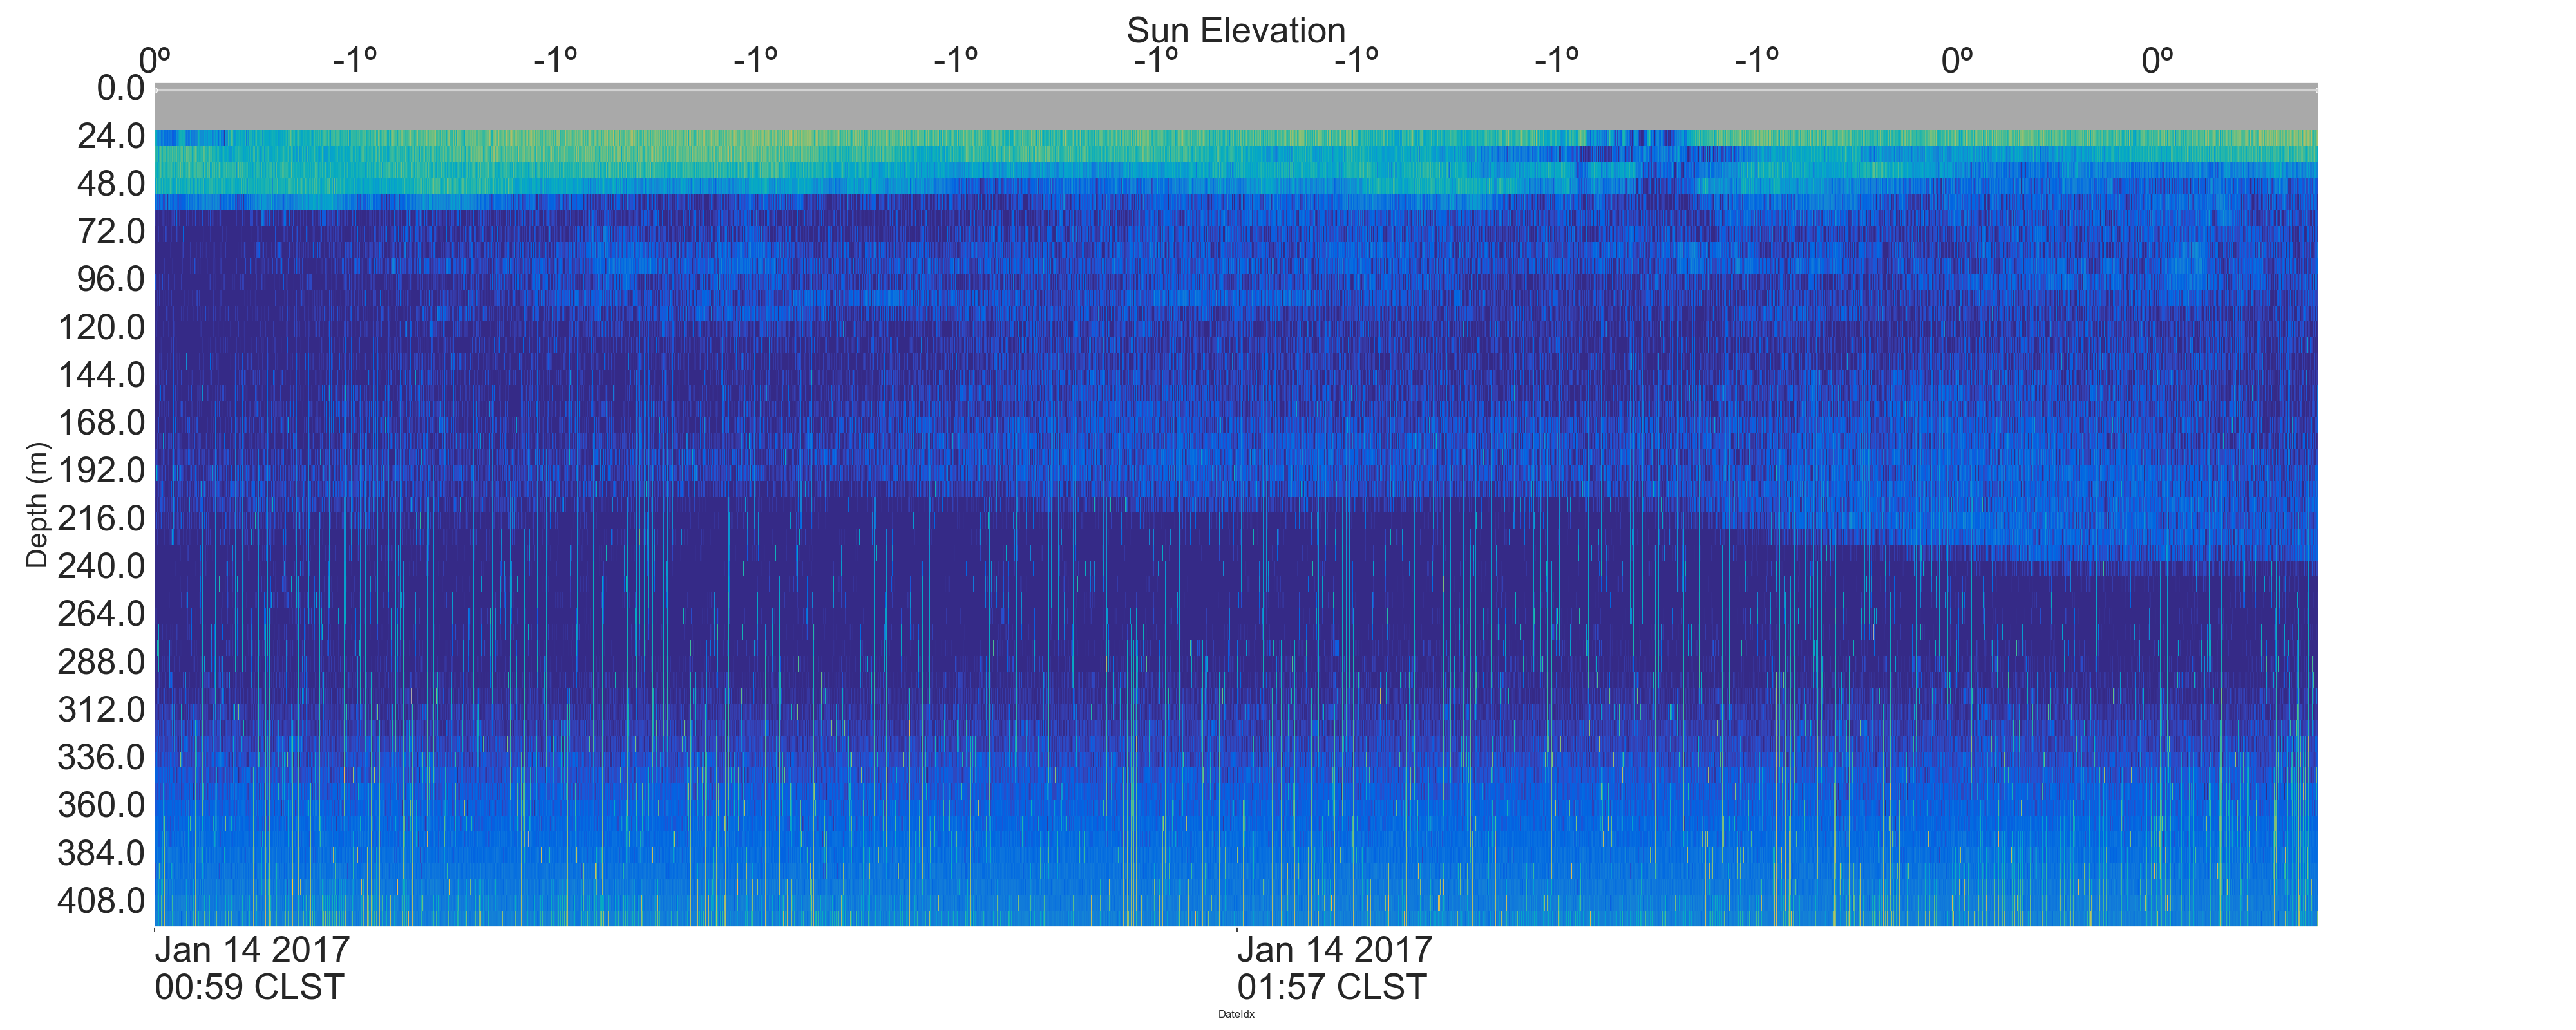 Sun Elevation
0º -1º -1º -1º -1º -1º -1º -1º -1º 0º 0º
0.0
24.0
48.0
72.0
96.0
120.0
144.0
168.0
192.0
216.0
240.0
264.0
288.0
312.0
336.0
360.0
384.0
408.0
Depth (m)
Jan 14 2017
00:59 CLST
Jan 14 2017
01:57 CLST
DateIdx